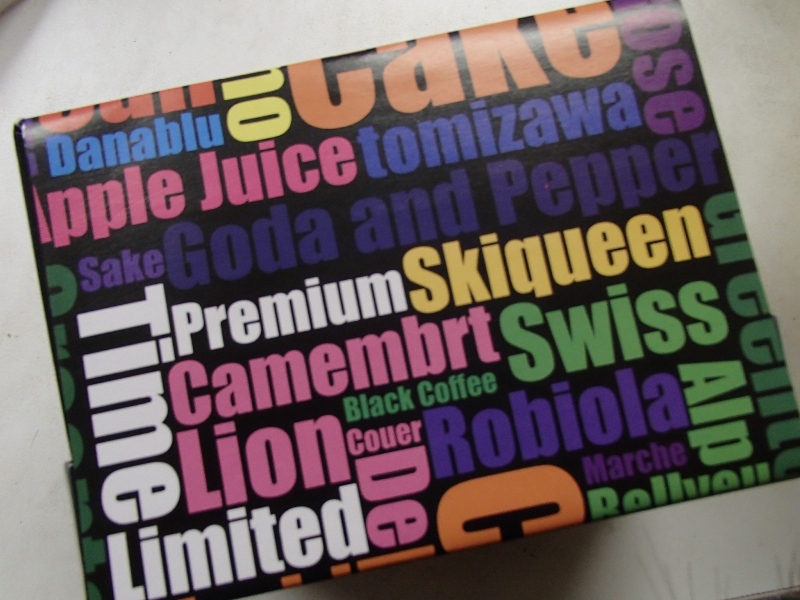 Cake
Danablu
Apple Juice tomizawa
Goda and Pepper
Sake
Premium Skiqueen
Time
Camembrt Swiss
Black Coffee
Alp
Lion Couer Robiola
De
Marche
Limited